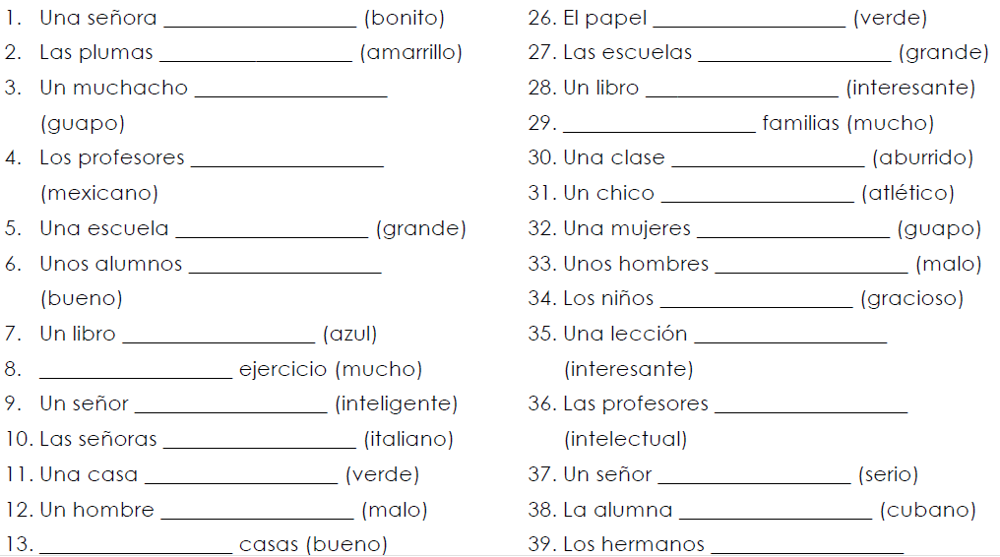 1. Una señora __________________ (bonito)
2. Las plumas __________________ (amarrillo)
3. Un muchacho __________________
(guapo)
4. Los profesores __________________
(mexicano)
5. Una escuela __________________ (grande)
6. Unos alumnos __________________
(bueno)
7. Un libro __________________ (azul)
8. __________________ ejercicio (mucho)
9. Un señor __________________ (inteligente)
10. Las señoras __________________ (italiano)
11. Una casa __________________ (verde)
12. Un hombre __________________ (malo)
13. __________________ casas (bueno)
26. El papel __________________ (verde)
27. Las escuelas __________________ (grande)
28. Un libro __________________ (interesante)
29. __________________ familias (mucho)
30. Una clase __________________ (aburrido)
31. Un chico __________________ (atlético)
32. Una mujeres __________________ (guapo)
33. Unos hombres __________________ (malo)
34. Los niños __________________ (gracioso)
35. Una lección __________________
(interesante)
36. Las profesores __________________
(intelectual)
37. Un señor __________________ (serio)
38. La alumna __________________ (cubano)
39. Los hermanos __________________